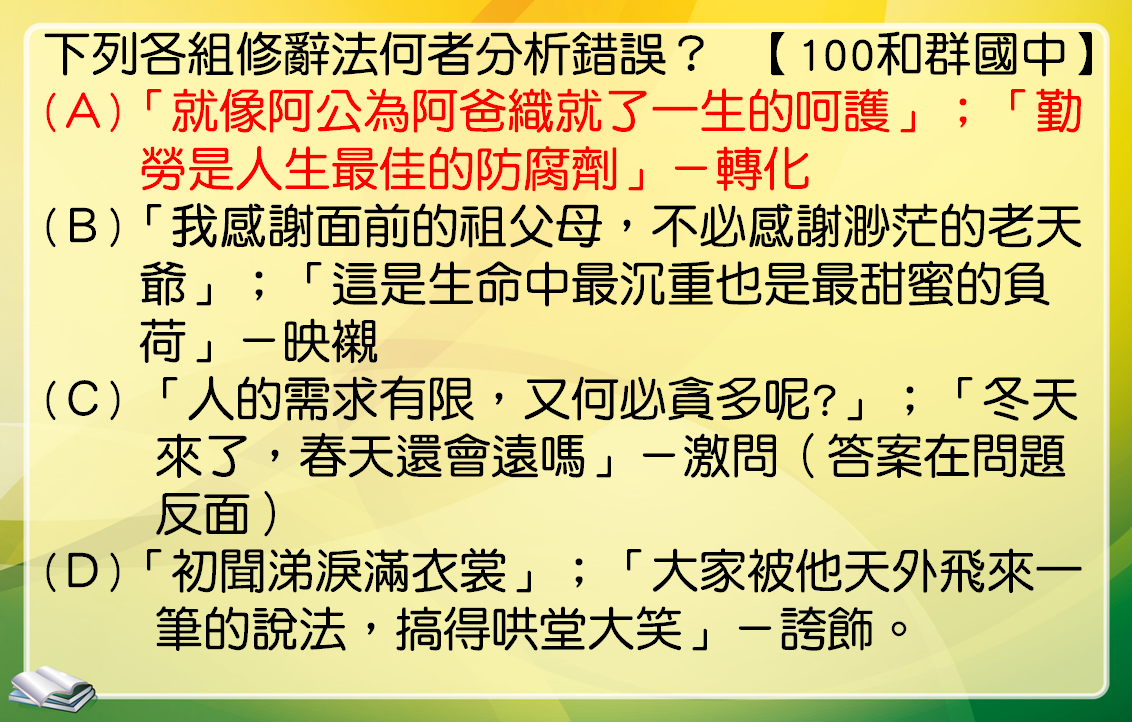 下列各組修辭法何者分析錯誤？　【100和群國中】
(Ａ)「就像阿公為阿爸織就了一生的呵護」；「勤
勞是人生最佳的防腐劑」－轉化
(Ｂ)「我感謝面前的祖父母，不必感謝渺茫的老天
爺」；「這是生命中最沉重也是最甜蜜的負
荷」－映襯
(Ｃ)「人的需求有限，又何必貪多呢?」；「冬天
來了，春天還會遠嗎」－激問（答案在問題
反面）
(Ｄ)「初聞涕淚滿衣裳」；「大家被他天外飛來一
筆的說法，搞得哄堂大笑」－誇飾。